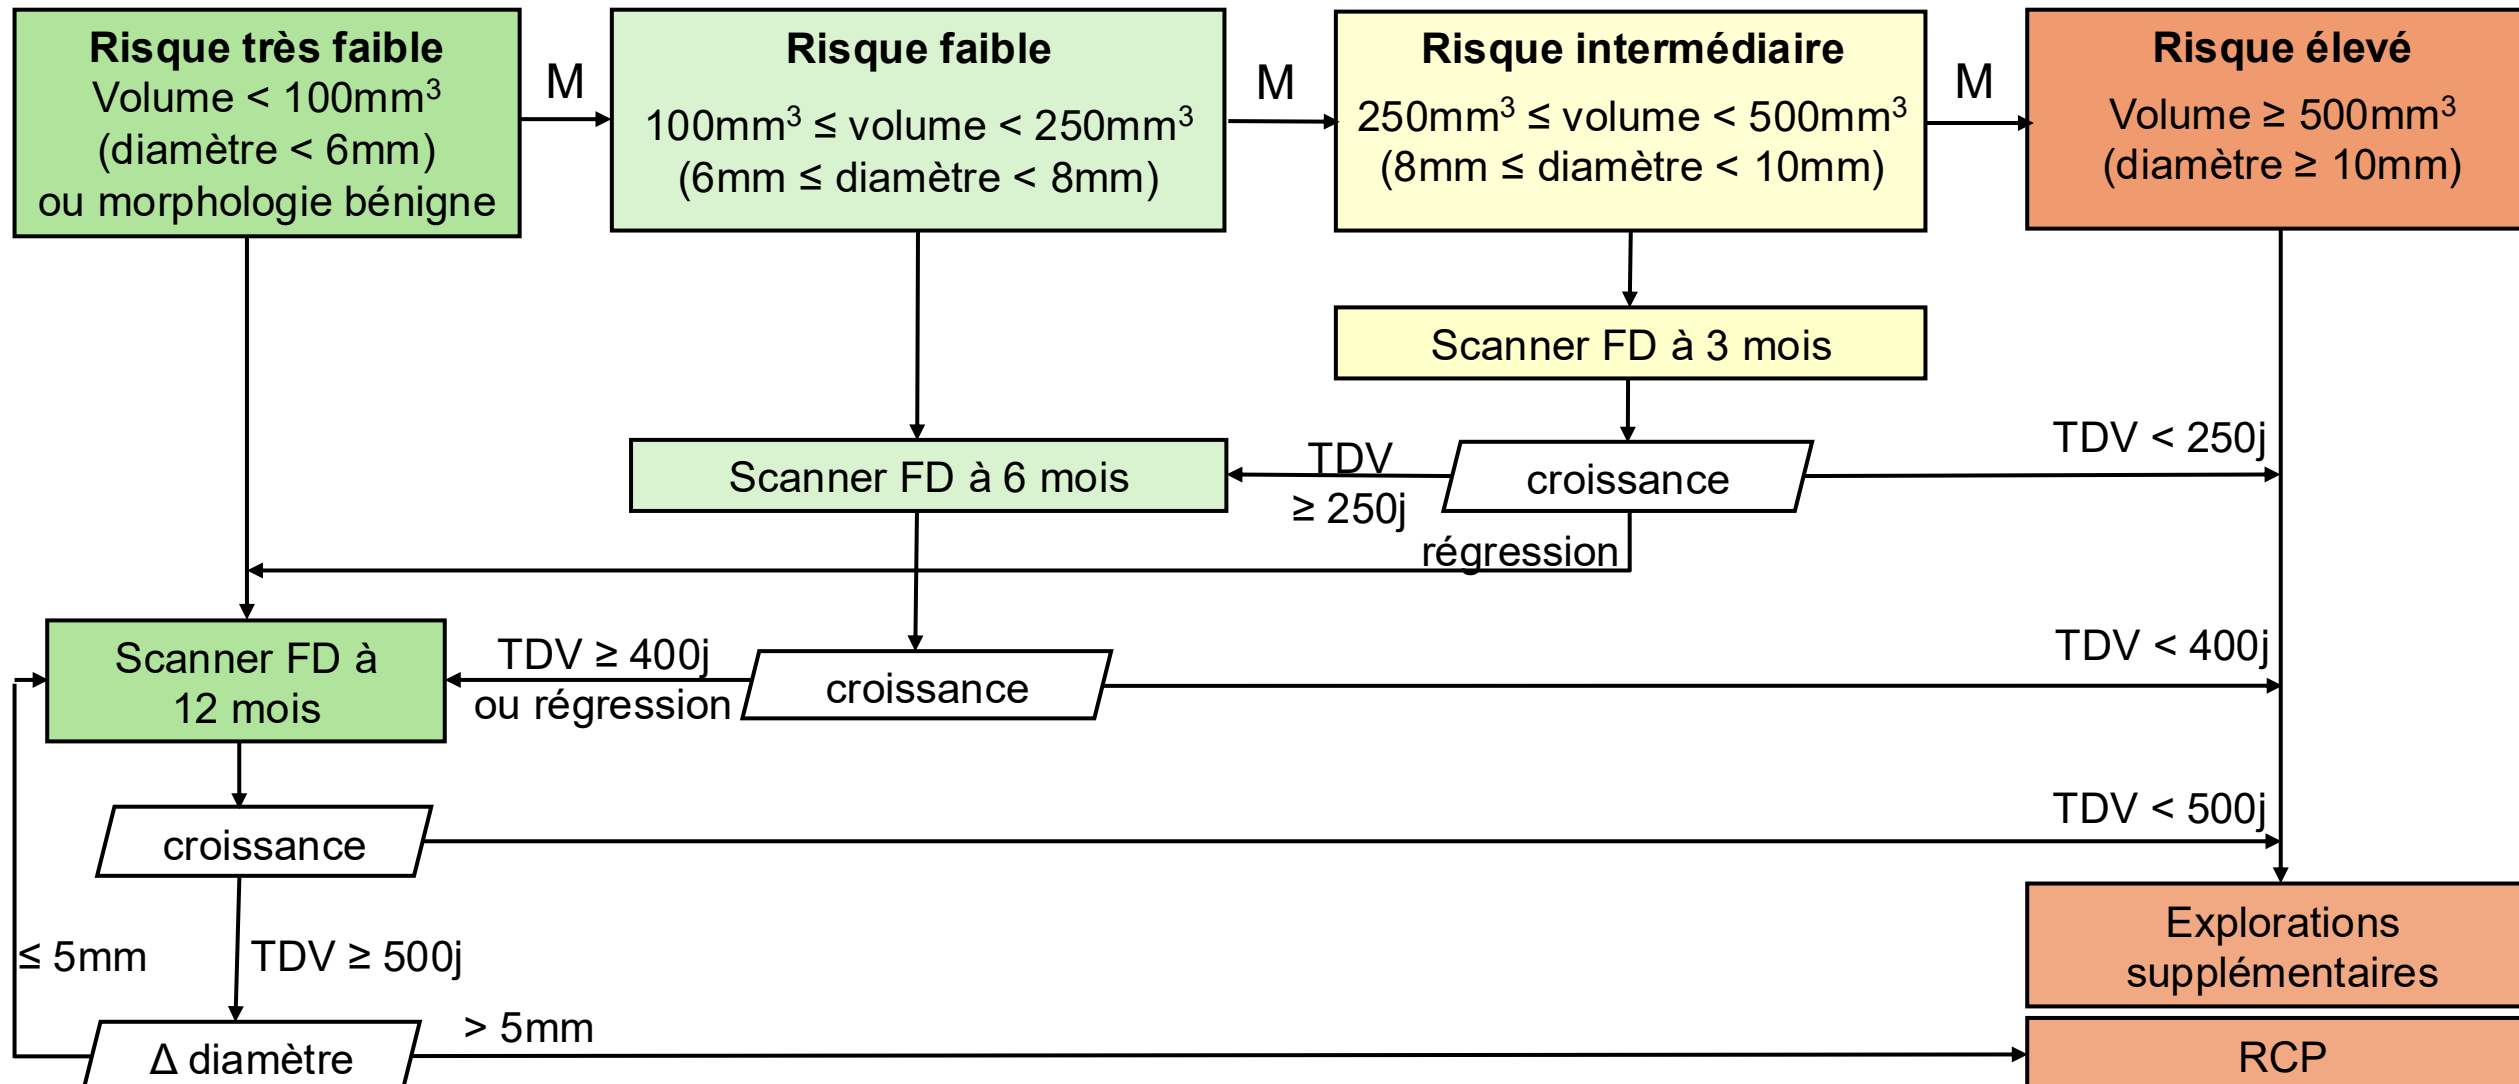 Risque très faible
Volume < 100mm³
(diamètre < 6mm)
ou morphologie bénigne
M
Risque faible
100mm³ ≤ volume < 250mm³
(6mm ≤ diamètre < 8mm)
M
Risque intermédiaire
250mm³ ≤ volume < 500mm³
(8mm ≤ diamètre < 10mm)
M
Risque élevé
Volume ≥ 500mm³
(diamètre ≥ 10mm)
Scanner FD à 3 mois
Scanner FD à 6 mois
TDV
≥ 250j
croissance
TDV < 250j
régression
Scanner FD à
12 mois
TDV ≥ 400j
ou régression
croissance
TDV < 400j
croissance
TDV < 500j
≤ 5mm
TDV ≥ 500j
Explorations
supplémentaires
Δ diamètre
> 5mm
RCP